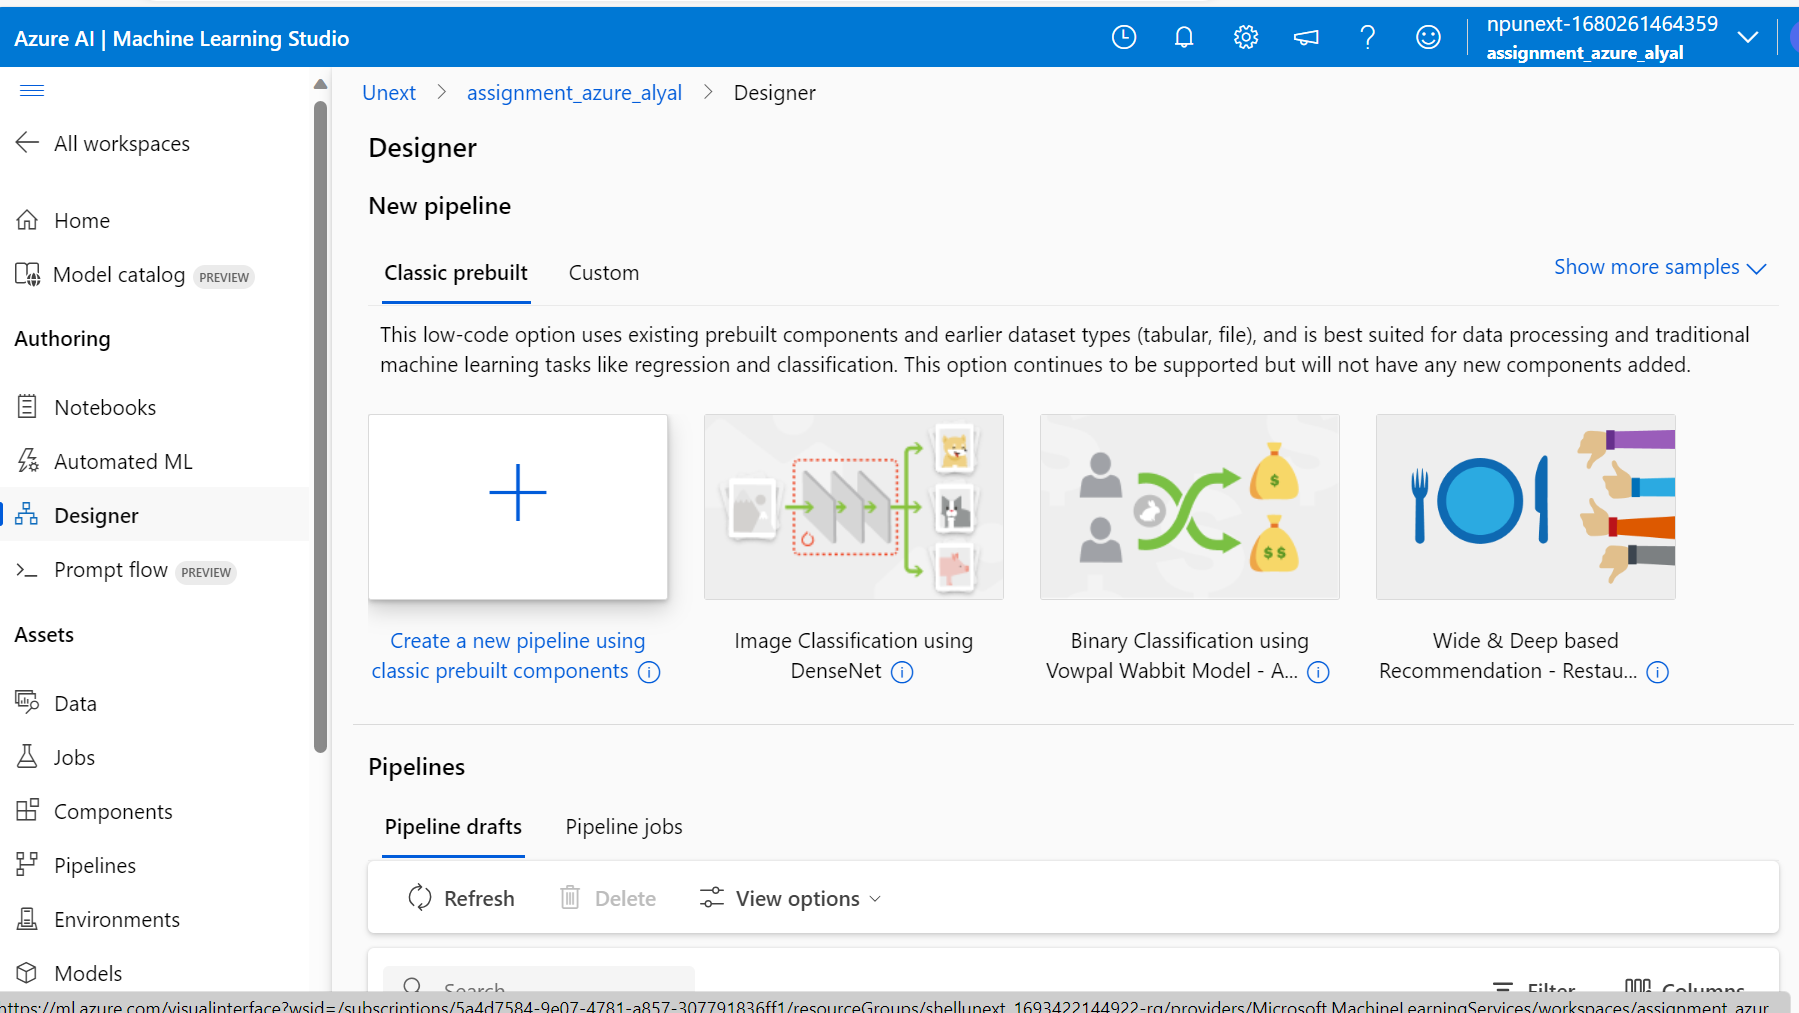 Azure AI | Machine Learning Studio
npunext-1680261464359
assignment_azure_alyal
All workspaces
Home
Model catalog PREVIEW
Authoring
Notebooks
Automated ML
Designer
Prompt flow PREVIEW
Assets
Data
Jobs
Components
Pipelines
Environments
Models
Unext > assignment_azure_alyal > Designer
Designer
New pipeline
Classic prebuilt Custom
Show more samples
This low-code option uses existing prebuilt components and earlier dataset types (tabular, file), and is best suited for data processing and traditional
machine learning tasks like regression and classification. This option continues to be supported but will not have any new components added.
$
$ $
Create a new pipeline using
classic prebuilt components
Image Classification using
DenseNet
Binary Classification using
Vowpal Wabbit Model - A...
Wide & Deep based
Recommendation - Restau...
Pipelines
Pipeline drafts Pipeline jobs
Refresh Delete View options
Search
Filter Columns
https://ml.azure.com/visualinterface?wsid=/subscriptions/5a4d7584-9e07-4781-a857-307791836ff1/resourceGroups/shellunext_1693422144922-rg/providers/Microsoft.MachineLearningServices/workspaces/assignment_azur